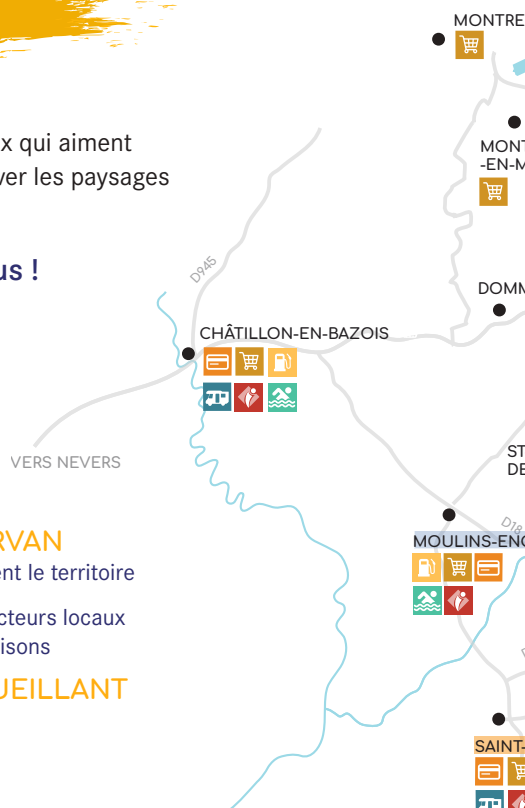 x qui aiment
ver les paysages
us !
RVAN
ent le territoire
cteurs locaux
isons
UEILLANT
MONTRE
MONT
-EN-M
DOMM
D945
CHÂTILLON-EN-BAZOIS
VERS NEVERS
ST
DE
D18
MOULINS-ENG
SAINT-